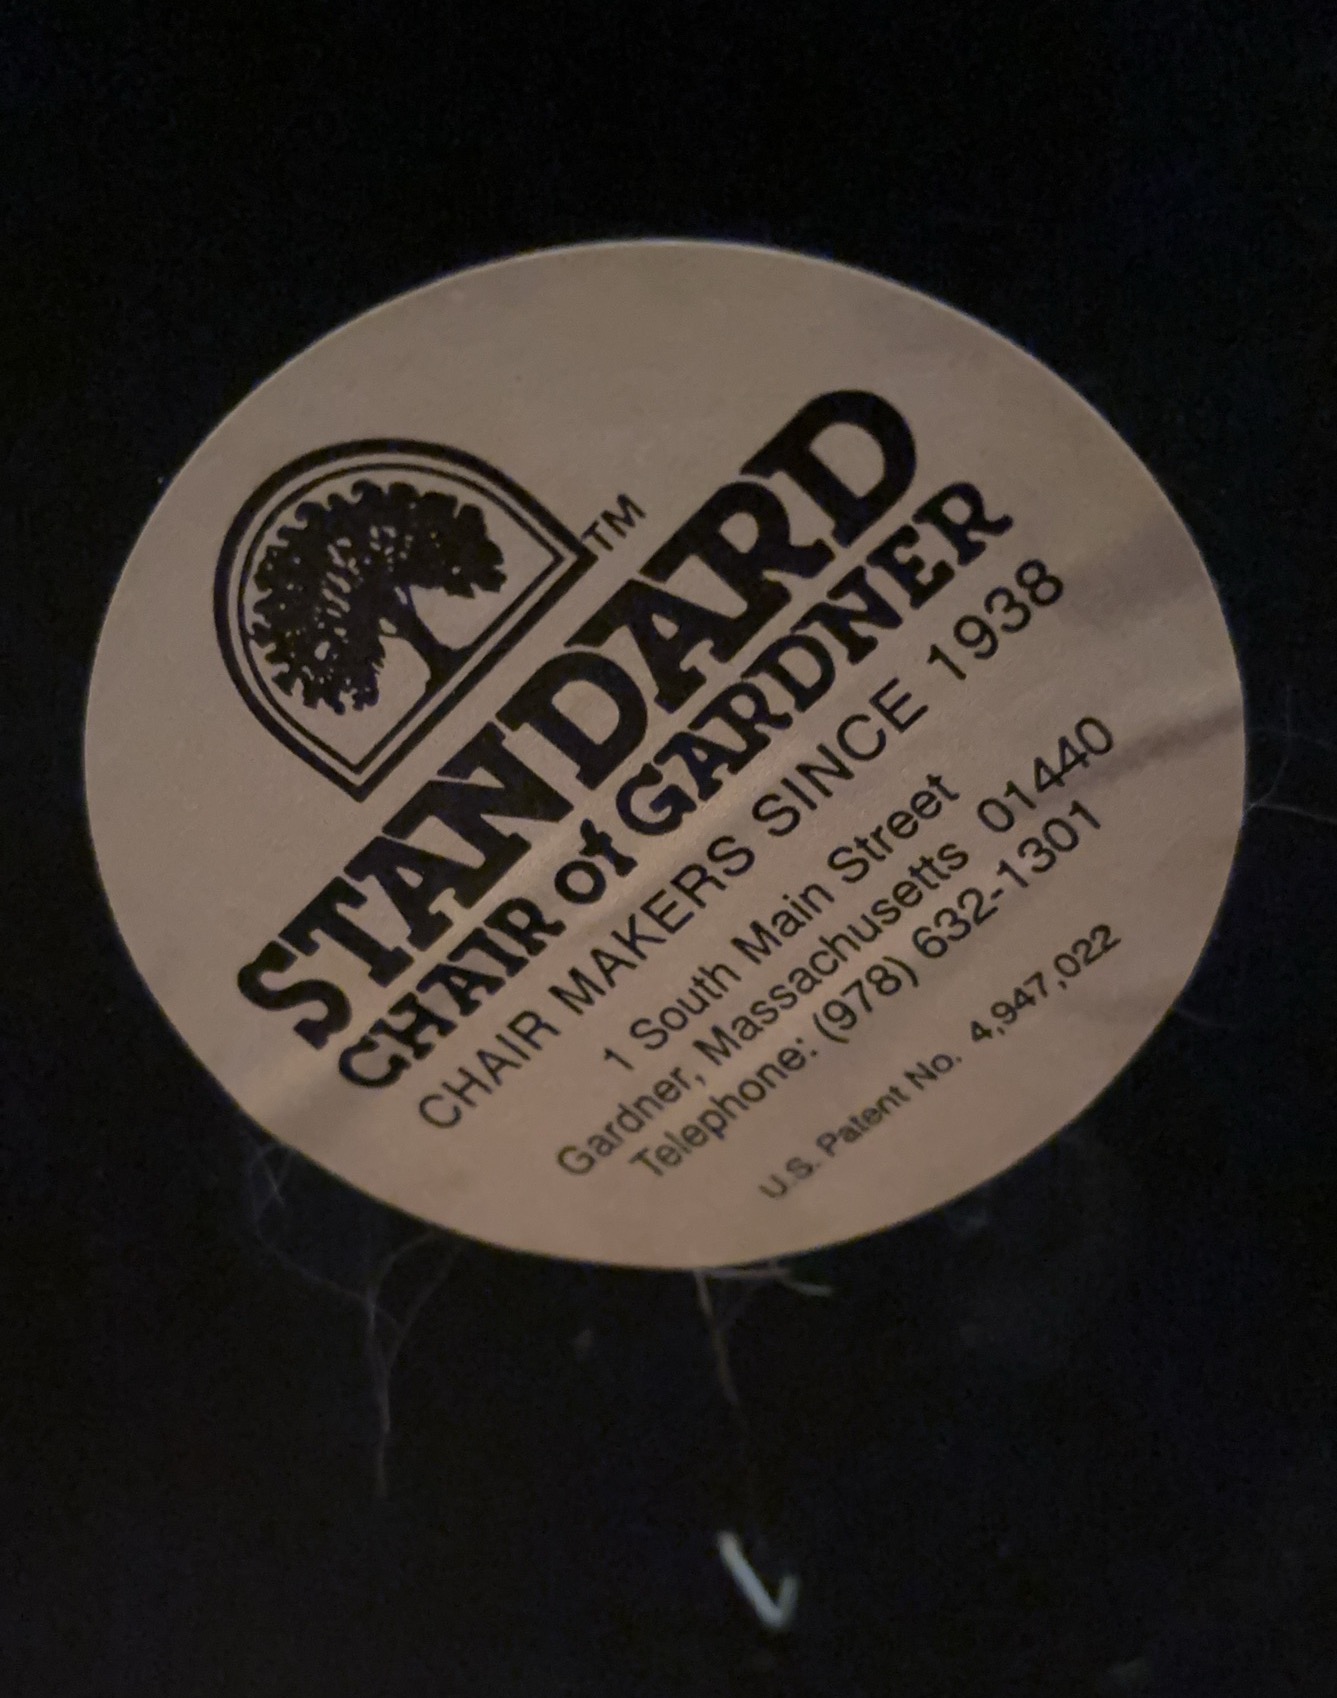 TM
STANDARD
CHAIR of GARDNER
CHAIR MAKERS SINCE 1938
1 South Main Street
Gardner, Massachusetts 01440
Telephone: (978) 632-1301
U.S. Patent No. 4,947,022